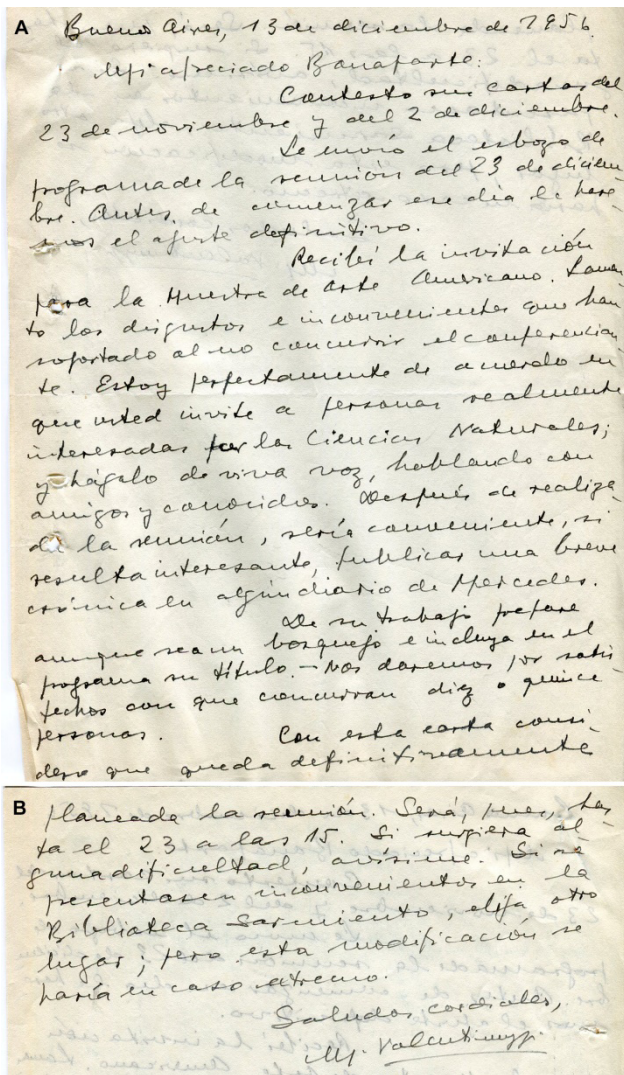 A
Buenos Aires, 13 de diciembre de 1956.
Mi apreciado Bonaparte:
Contesto sus cartas del
23 de noviembre y del 2 de diciembre.
Le envío el esbozo de
programa de la reunión del 23 de diciem-
bre. Antes de comenzar ese día le hare-
mos el ajuste definitivo.
Recibí la invitación
para la Muestra de Arte Americano. Lamen-
to los disgustos e inconvenientes que han
soportado al no concurrir el conferencian-
te. Estoy perfectamente de acuerdo en
que usted invite a personas realmente
interesadas por las Ciencias Naturales;
y hágalo de viva voz, hablando con
amigos y conocidos. Después de realiza-
da la reunión, sería conveniente, si
resulta interesante, publicar una breve
crónica en algún diario de Mercedes.
De su trabajo prepare
aunque sea un bosquejo e incluya en el
programa su título. - Nos daremos por satis-
fechos con que concurran diez o quince
personas.
Con esta carta consi-
dero que queda definitivamente
B
planeada la reunión. Será, pues, has-
ta el 23 a las 15. Si surgiera al-
guna dificultad, avíseme. Si se
presentasen inconvenientes en la
Biblioteca Sarmiento, elija otro
lugar; pero esta modificación se
haría en caso extremo.
Saludos cordiales,
M. Valentinuzzi.